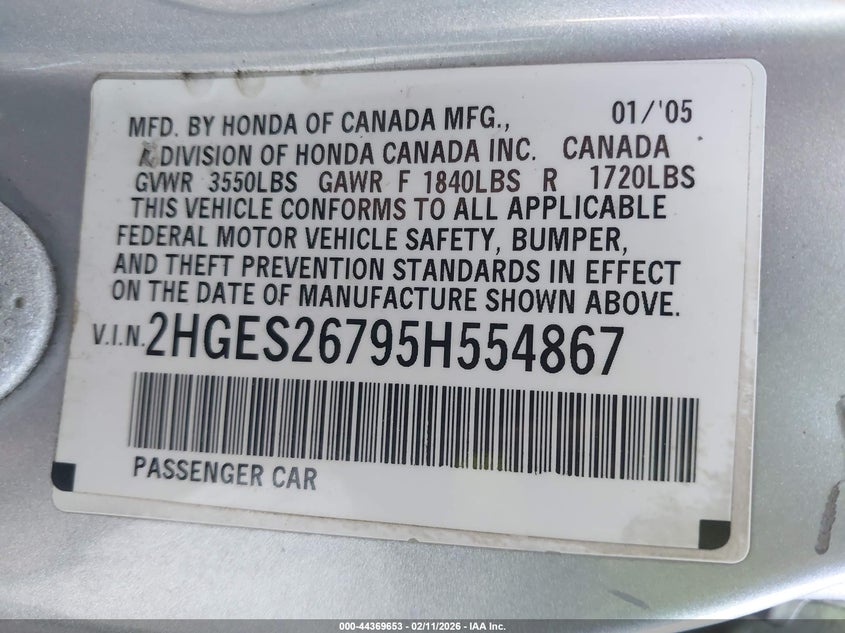 MFD. BY HONDA OF CANADA MFG., 01/'05
A DIVISION OF HONDA CANADA INC. CANADA
GVWR 3550LBS GAWR F 1840LBS R 1720LBS
THIS VEHICLE CONFORMS TO ALL APPLICABLE
FEDERAL MOTOR VEHICLE SAFETY, BUMPER,
AND THEFT PREVENTION STANDARDS IN EFFECT
ON THE DATE OF MANUFACTURE SHOWN ABOVE.
V.I.N. 2HGES26795H554867
PASSENGER CAR
000-44369653 - 02/11/2026 - IAA Inc.